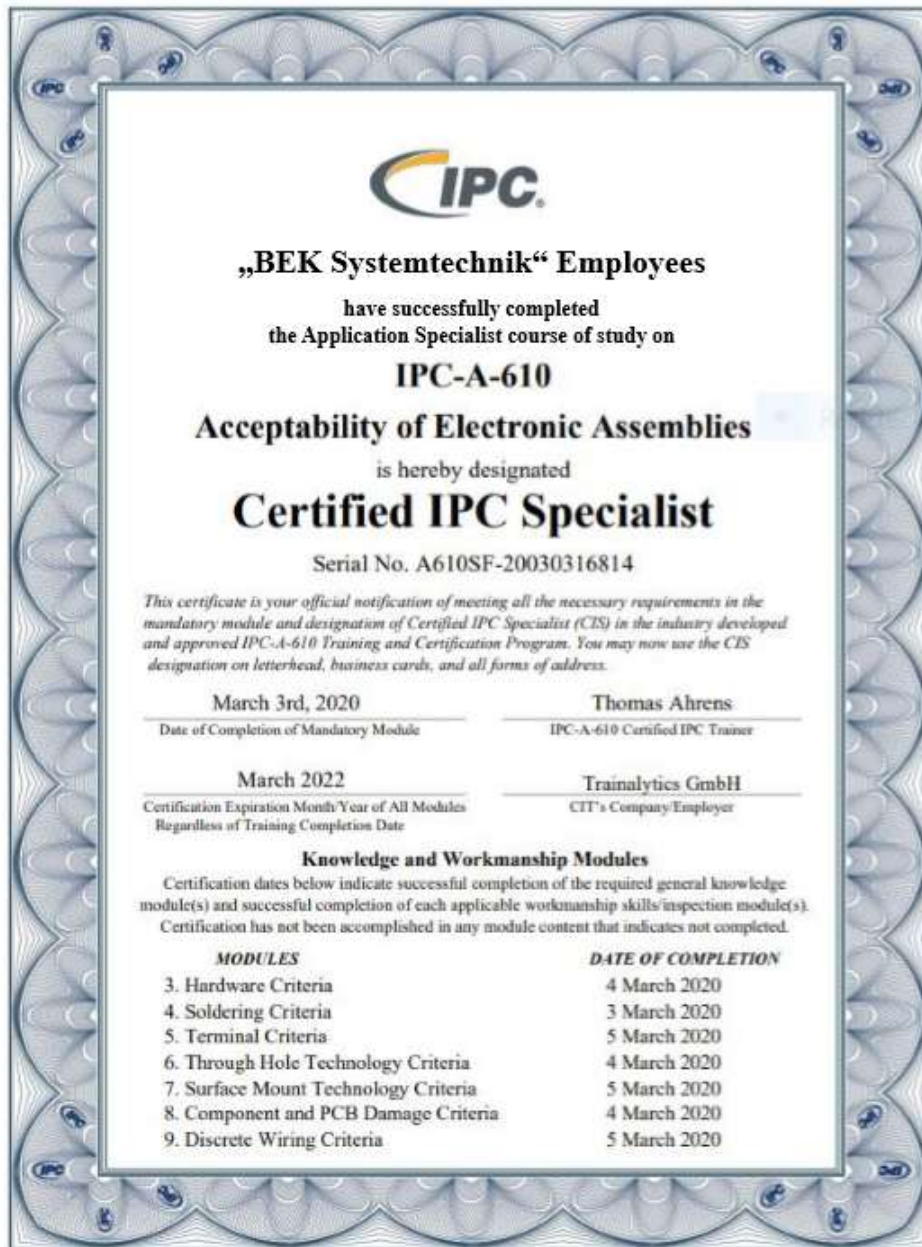 IPC
IPC
IPC.
„BEK Systemtechnik“ Employees
have successfully completed
the Application Specialist course of study on
IPC-A-610
Acceptability of Electronic Assemblies
is hereby designated
Certified IPC Specialist
Serial No. A610SF-20030316814
This certificate is your official notification of meeting all the necessary requirements in the
mandatory module and designation of Certified IPC Specialist (CIS) in the industry developed
and approved IPC-A-610 Training and Certification Program. You may now use the CIS
designation on letterhead, business cards, and all forms of address.
March 3rd, 2020 Thomas Ahrens
Date of Completion of Mandatory Module IPC-A-610 Certified IPC Trainer
March 2022 Trainalytics GmbH
Certification Expiration Month/Year of All Modules CIT's Company/Employer
Regardless of Training Completion Date
Knowledge and Workmanship Modules
Certification dates below indicate successful completion of the required general knowledge
module(s) and successful completion of each applicable workmanship skills/inspection module(s).
Certification has not been accomplished in any module content that indicates not completed.
MODULES DATE OF COMPLETION
3. Hardware Criteria 4 March 2020
4. Soldering Criteria 3 March 2020
5. Terminal Criteria 5 March 2020
6. Through Hole Technology Criteria 4 March 2020
7. Surface Mount Technology Criteria 5 March 2020
8. Component and PCB Damage Criteria 4 March 2020
9. Discrete Wiring Criteria 5 March 2020
IPC
IPC